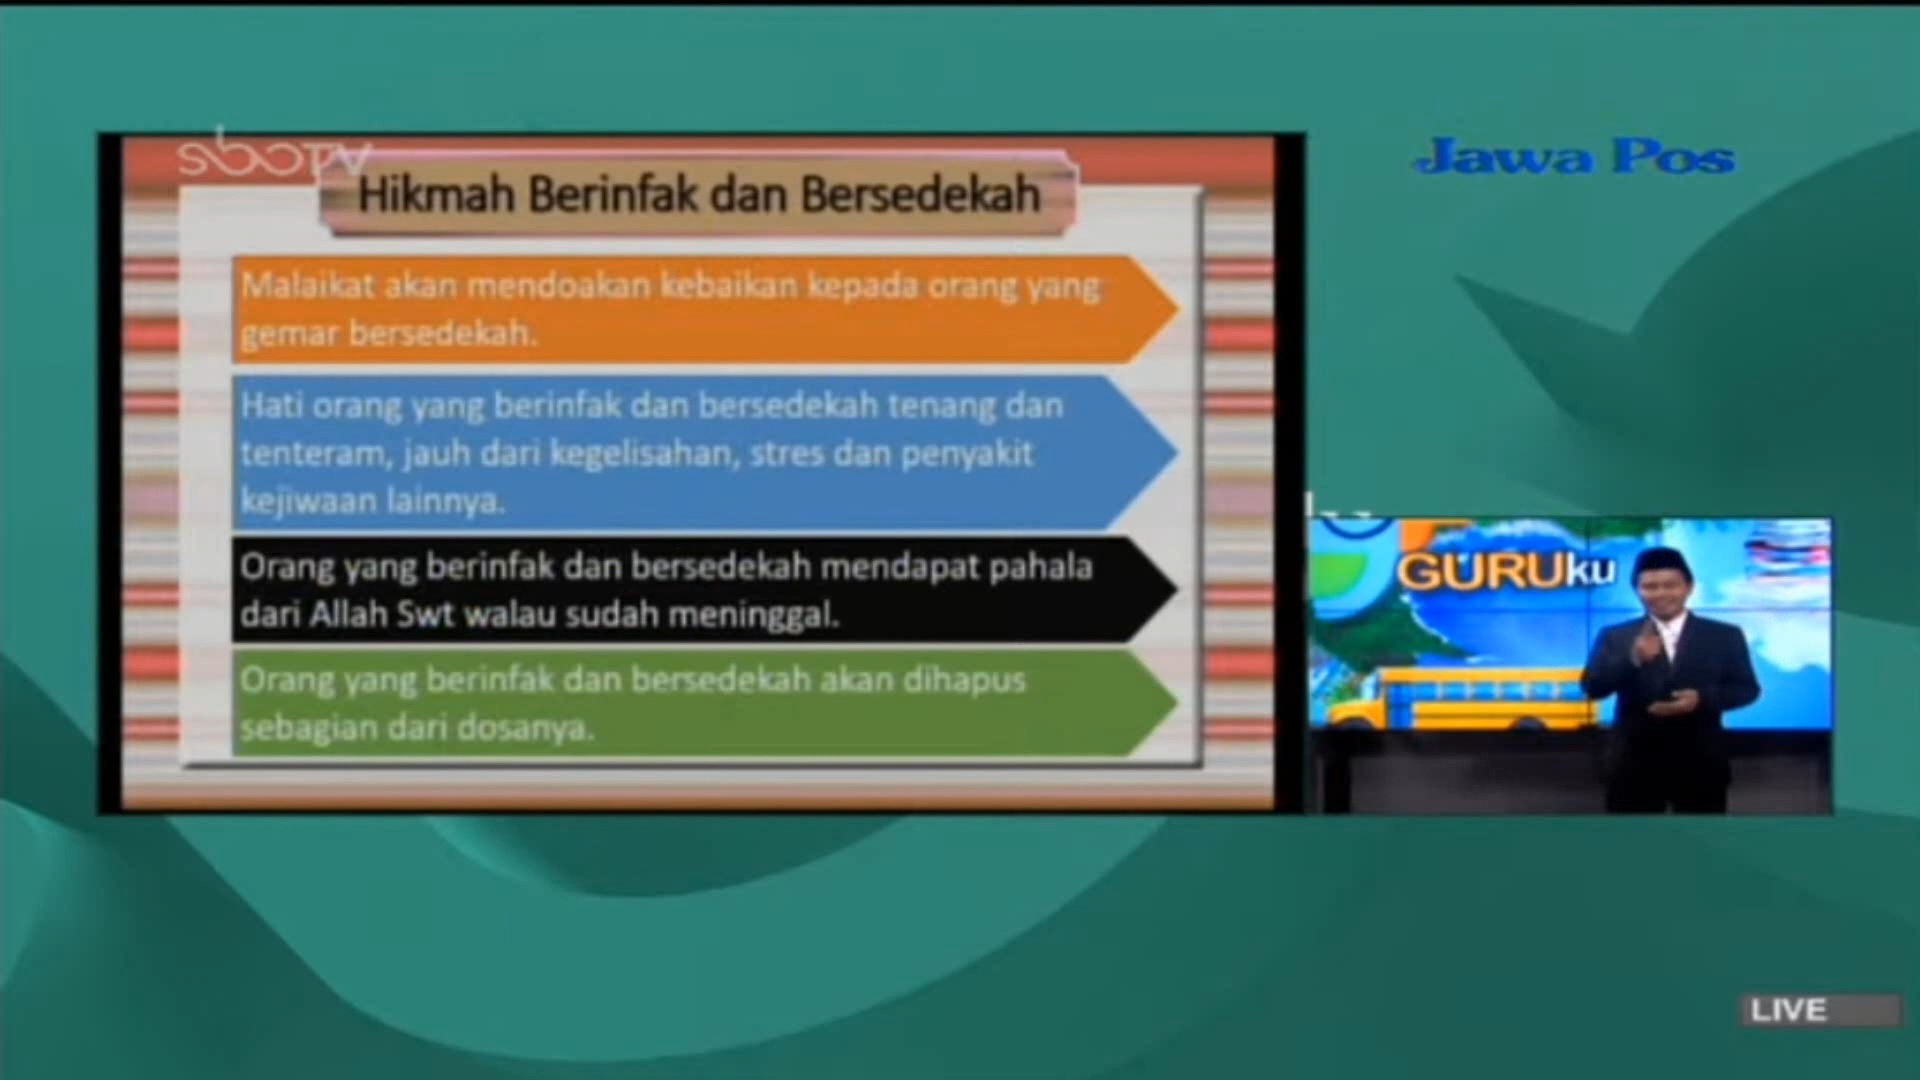 sboTV
Jawa Pos
Hikmah Berinfak dan Bersedekah
Malaikat akan mendoakan kebaikan kepada orang yang
gemar bersedekah.
Hati orang yang berinfak dan bersedekah tenang dan
tenteram, jauh dari kegelisahan, stres dan penyakit
kejiwaan lainnya.
Orang yang berinfak dan bersedekah mendapat pahala
dari Allah Swt walau sudah meninggal.
Orang yang berinfak dan bersedekah akan dihapus
sebagian dari dosanya.
GURUku
LIVE